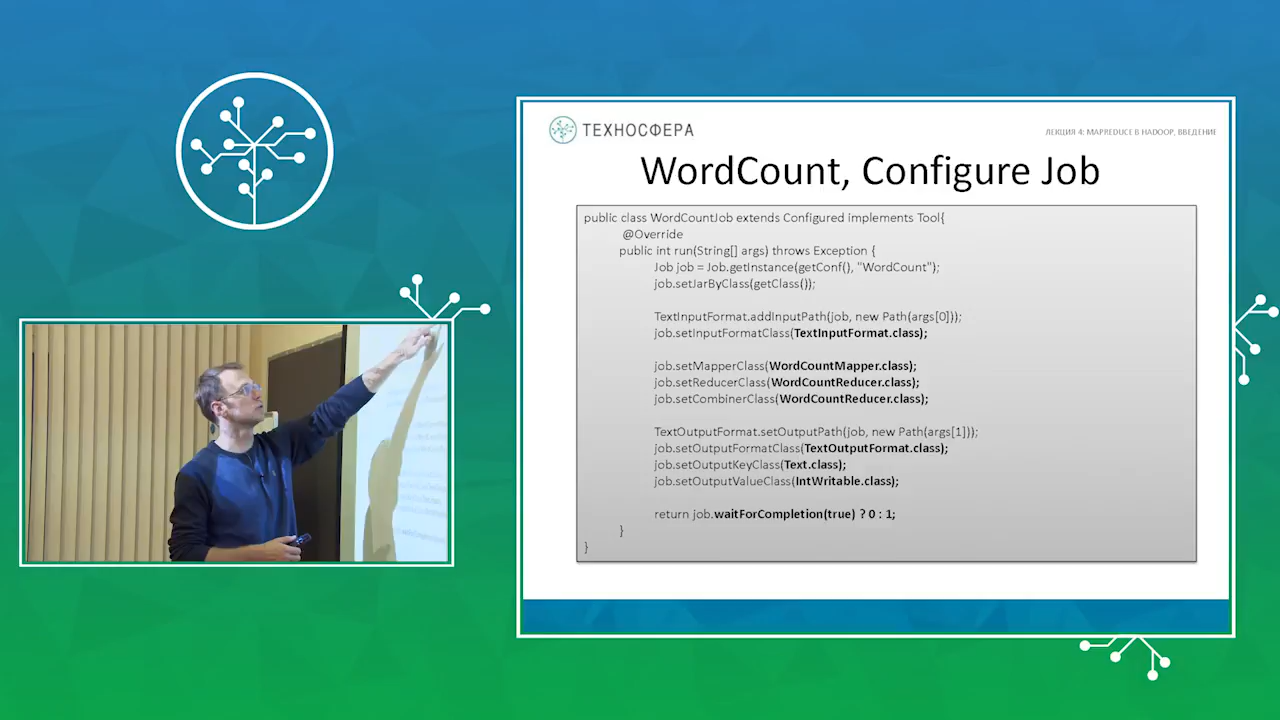 ТЕХНОСФЕРА
ЛЕКЦИЯ 4: MAPREDUCE В HADOOP, ВВЕДЕНИЕ
WordCount, Configure Job
public class WordCountJob extends Configured implements Tool{
@Override
public int run(String[] args) throws Exception {
Job job = Job.getInstance(getConf(), "WordCount");
job.setJarByClass(getClass());
TextInputFormat.addInputPath(job, new Path(args[0]));
job.setInputFormatClass(TextInputFormat.class);
job.setMapperClass(WordCountMapper.class);
job.setReducerClass(WordCountReducer.class);
job.setCombinerClass(WordCountReducer.class);
TextOutputFormat.setOutputPath(job, new Path(args[1]));
job.setOutputFormatClass(TextOutputFormat.class);
job.setOutputKeyClass(Text.class);
job.setOutputValueClass(IntWritable.class);
return job.waitForCompletion(true) ? 0 : 1;
}
}